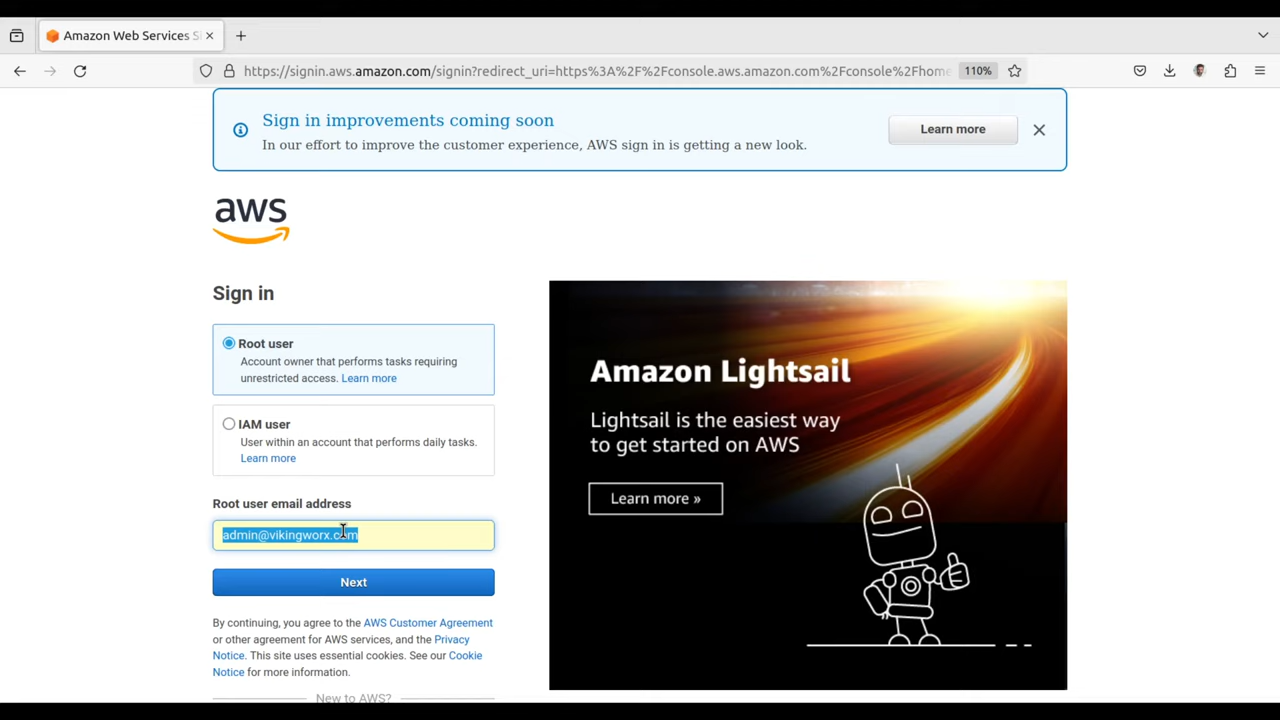 Amazon Web Services S
https://signin.aws.amazon.com/signin?redirect_uri=https%3A%2F%2Fconsole.aws.amazon.com%2Fconsole%2Fhome
110%
Sign in improvements coming soon
In our effort to improve the customer experience, AWS sign in is getting a new look.
Learn more
aws
Sign in
Root user
Account owner that performs tasks requiring
unrestricted access. Learn more
IAM user
User within an account that performs daily tasks.
Learn more
Root user email address
admin@vikingworx.com
Next
By continuing, you agree to the AWS Customer Agreement
or other agreement for AWS services, and the Privacy
Notice. This site uses essential cookies. See our Cookie
Notice for more information.
New to AWS?
Amazon Lightsail
Lightsail is the easiest way
to get started on AWS
Learn more »